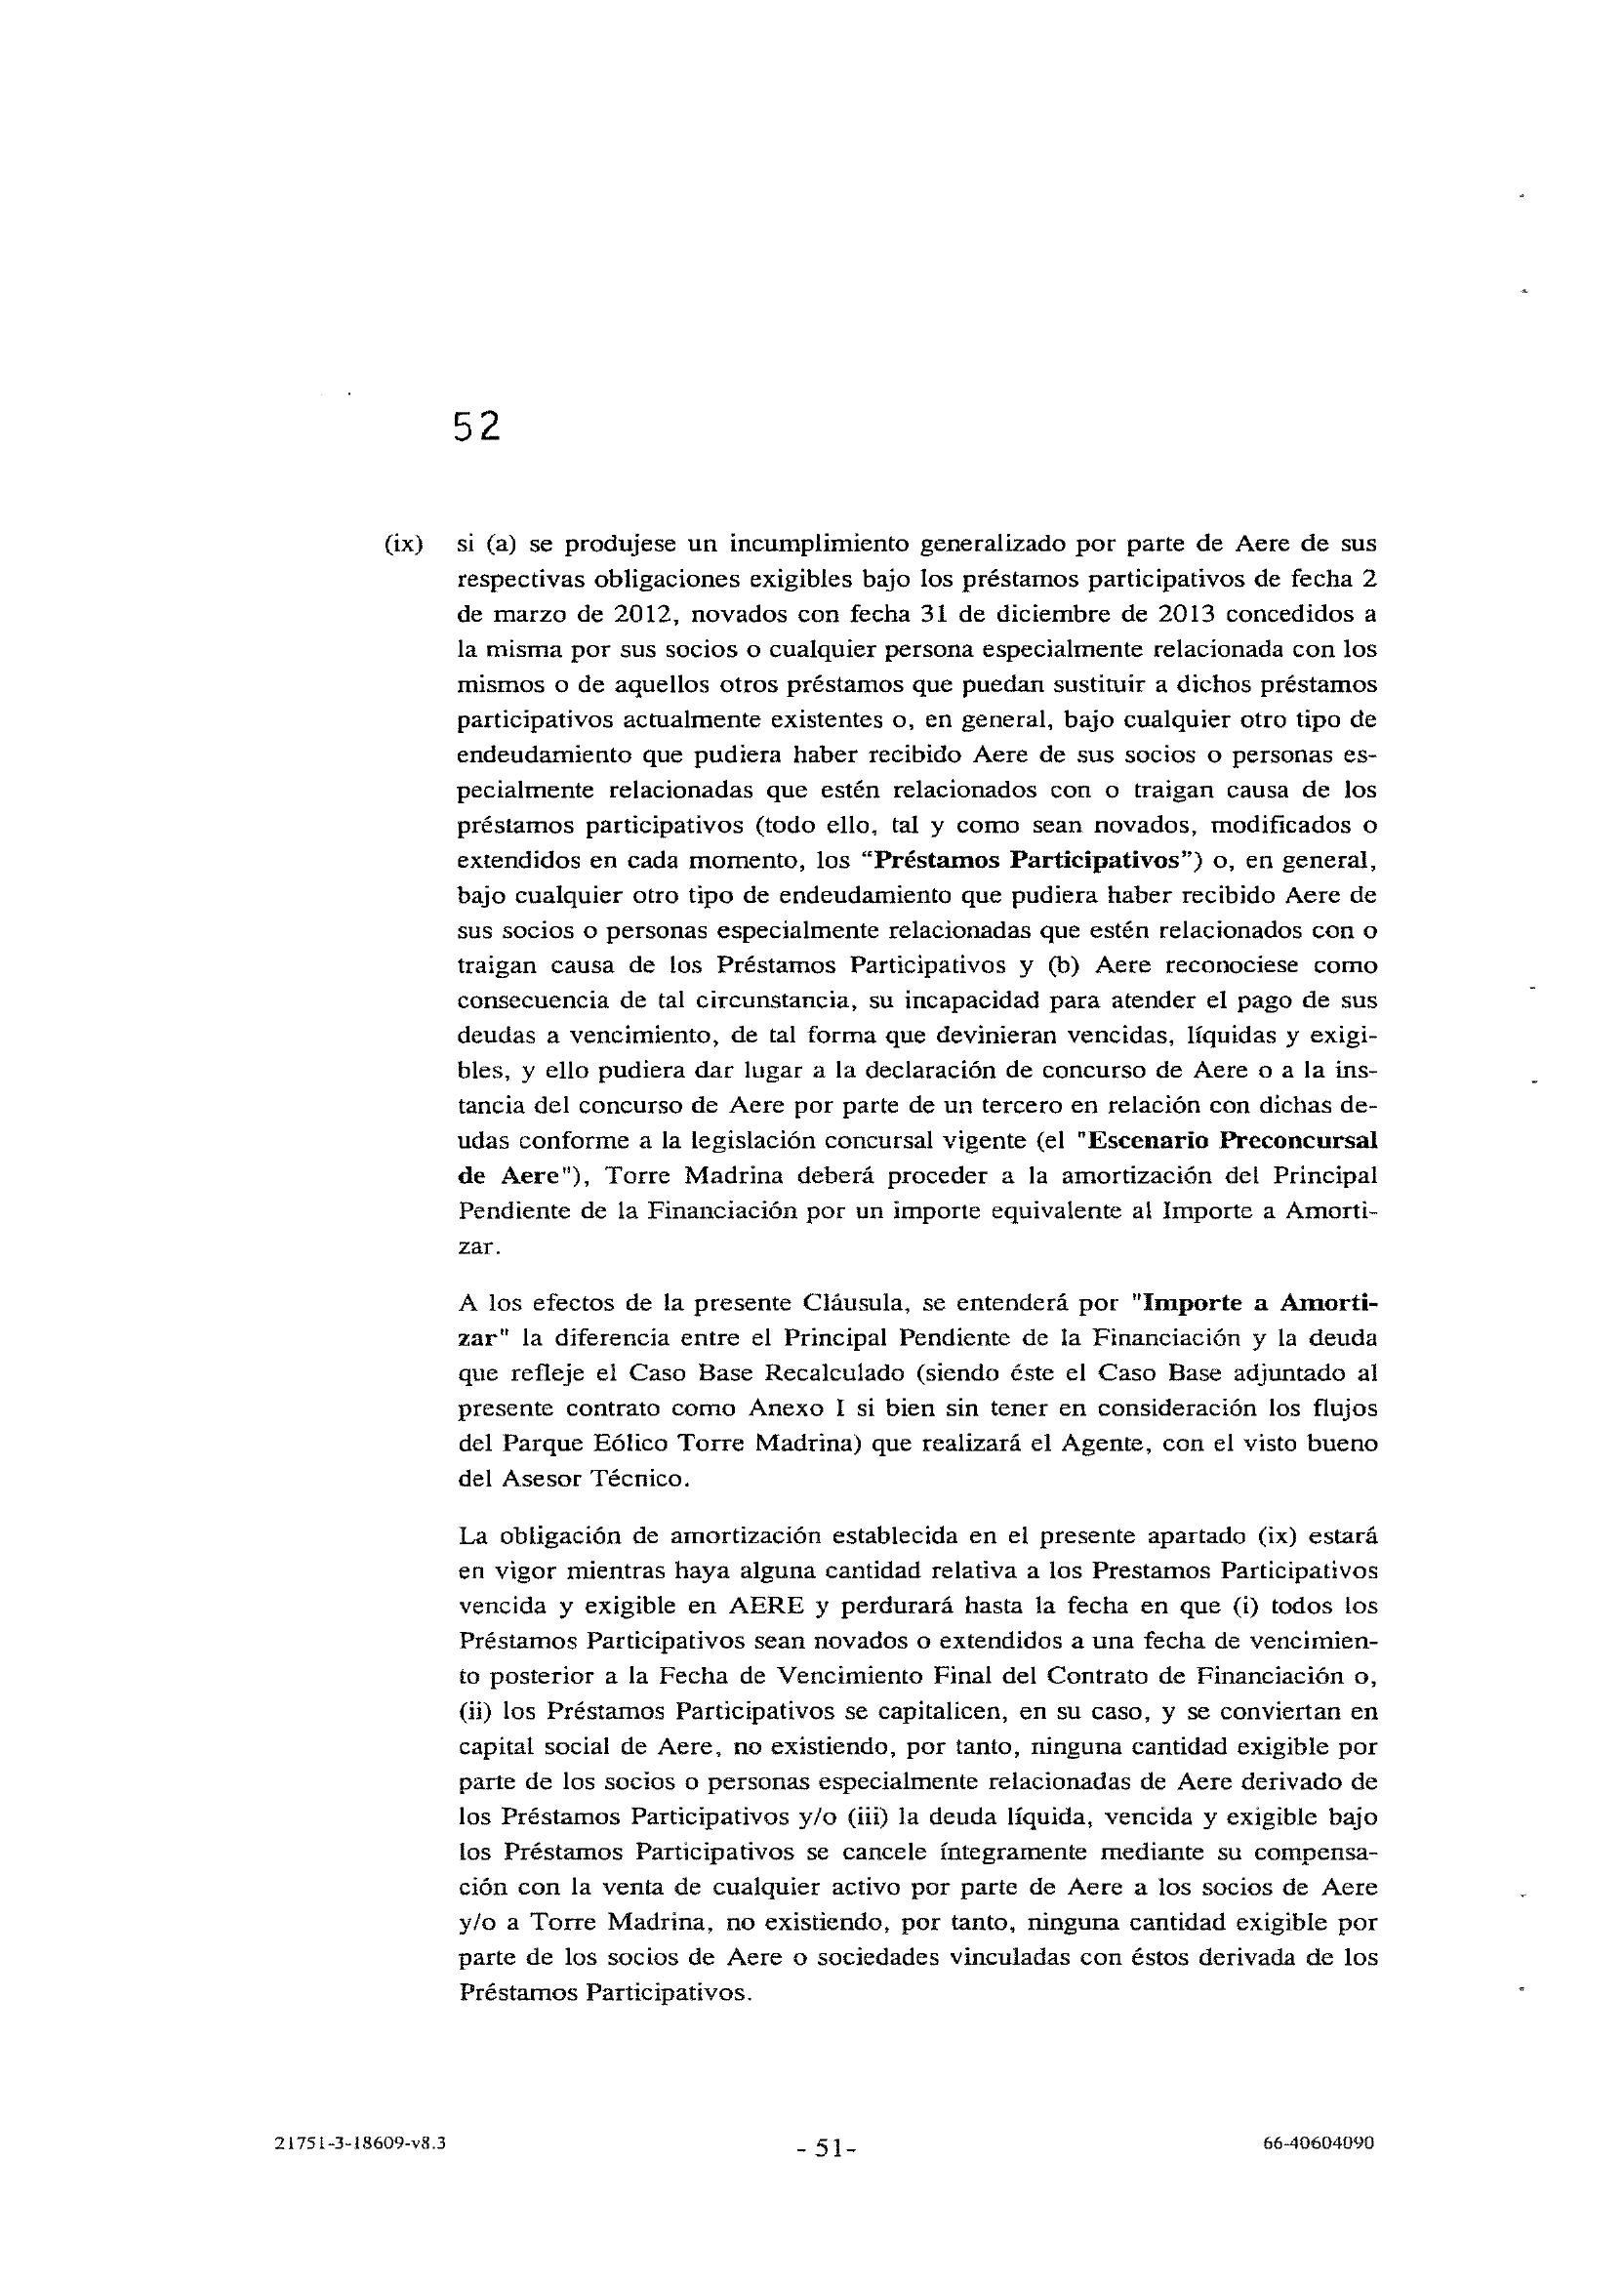 52
(ix) si (a) se produjese un incumplimiento generalizado por parte de Aere de sus
respectivas obligaciones exigibles bajo los préstamos participativos de fecha 2
de marzo de 2012, novados con fecha 31 de diciembre de 2013 concedidos a
la misma por sus socios o cualquier persona especialmente relacionada con los
mismos o de aquellos otros préstamos que puedan sustituir a dichos préstamos
participativos actualmente existentes o, en general, bajo cualquier otro tipo de
endeudamiento que pudiera haber recibido Aere de sus socios o personas es-
pecialmente relacionadas que estén relacionados con o traigan causa de los
préstamos participativos (todo ello, tal y como sean novados, modificados o
extendidos en cada momento, los “Préstamos Participativos”) o, en general,
bajo cualquier otro tipo de endeudamiento que pudiera haber recibido Aere de
sus socios o personas especialmente relacionadas que estén relacionados con o
traigan causa de los Préstamos Participativos y (b) Aere reconociese como
consecuencia de tal circunstancia, su incapacidad para atender el pago de sus
deudas a vencimiento, de tal forma que devinieran vencidas, líquidas y exigi-
bles, y ello pudiera dar lugar a la declaración de concurso de Aere o a la ins-
tancia del concurso de Aere por parte de un tercero en relación con dichas de-
udas conforme a la legislación concursal vigente (el "Escenario Preconcursal
de Aere"), Torre Madrina deberá proceder a la amortización del Principal
Pendiente de la Financiación por un importe equivalente al Importe a Amorti-
zar.
A los efectos de la presente Cláusula, se entenderá por "Importe a Amorti-
zar" la diferencia entre el Principal Pendiente de la Financiación y la deuda
que refleje el Caso Base Recalculado (siendo éste el Caso Base adjuntado al
presente contrato como Anexo I si bien sin tener en consideración los flujos
del Parque Eólico Torre Madrina) que realizará el Agente, con el visto bueno
del Asesor Técnico.
La obligación de amortización establecida en el presente apartado (ix) estará
en vigor mientras haya alguna cantidad relativa a los Prestamos Participativos
vencida y exigible en AERE y perdurará hasta la fecha en que (i) todos los
Préstamos Participativos sean novados o extendidos a una fecha de vencimien-
to posterior a la Fecha de Vencimiento Final del Contrato de Financiación o,
(ii) los Préstamos Participativos se capitalicen, en su caso, y se conviertan en
capital social de Aere, no existiendo, por tanto, ninguna cantidad exigible por
parte de los socios o personas especialmente relacionadas de Aere derivado de
los Préstamos Participativos y/o (iii) la deuda líquida, vencida y exigible bajo
los Préstamos Participativos se cancele íntegramente mediante su compensa-
ción con la venta de cualquier activo por parte de Aere a los socios de Aere
y/o a Torre Madrina, no existiendo, por tanto, ninguna cantidad exigible por
parte de los socios de Aere o sociedades vinculadas con éstos derivada de los
Préstamos Participativos.
21751-3-18609-v8.3 - 51- 66-40604090